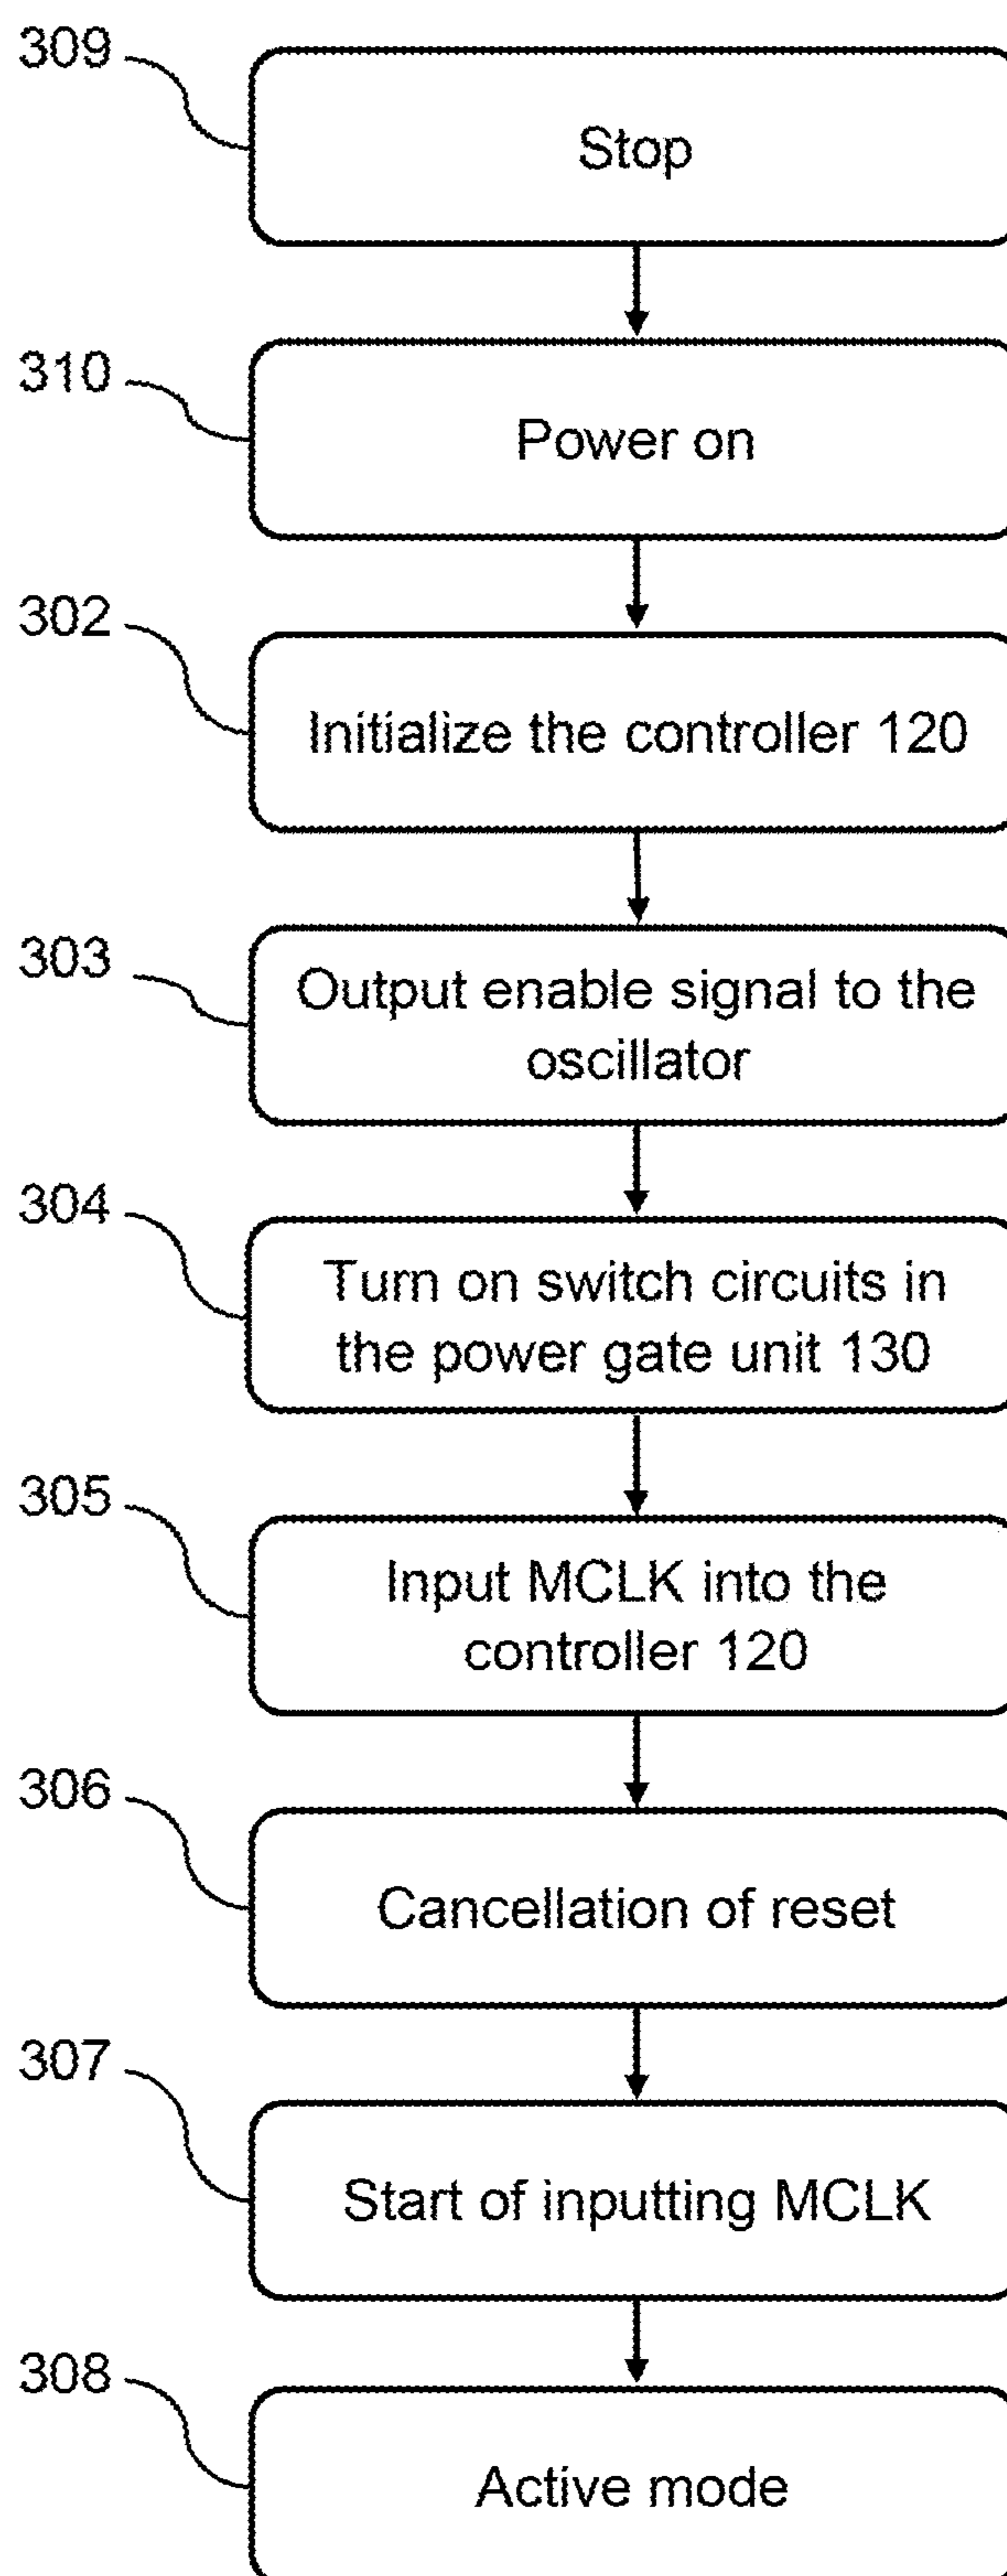 309
Stop
310
Power on
302
Initialize the controller 120
303
Output enable signal to the
oscillator
304
Turn on switch circuits in
the power gate unit 130
305
Input MCLK into the
controller 120
306
Cancellation of reset
307
Start of inputting MCLK
308
Active mode